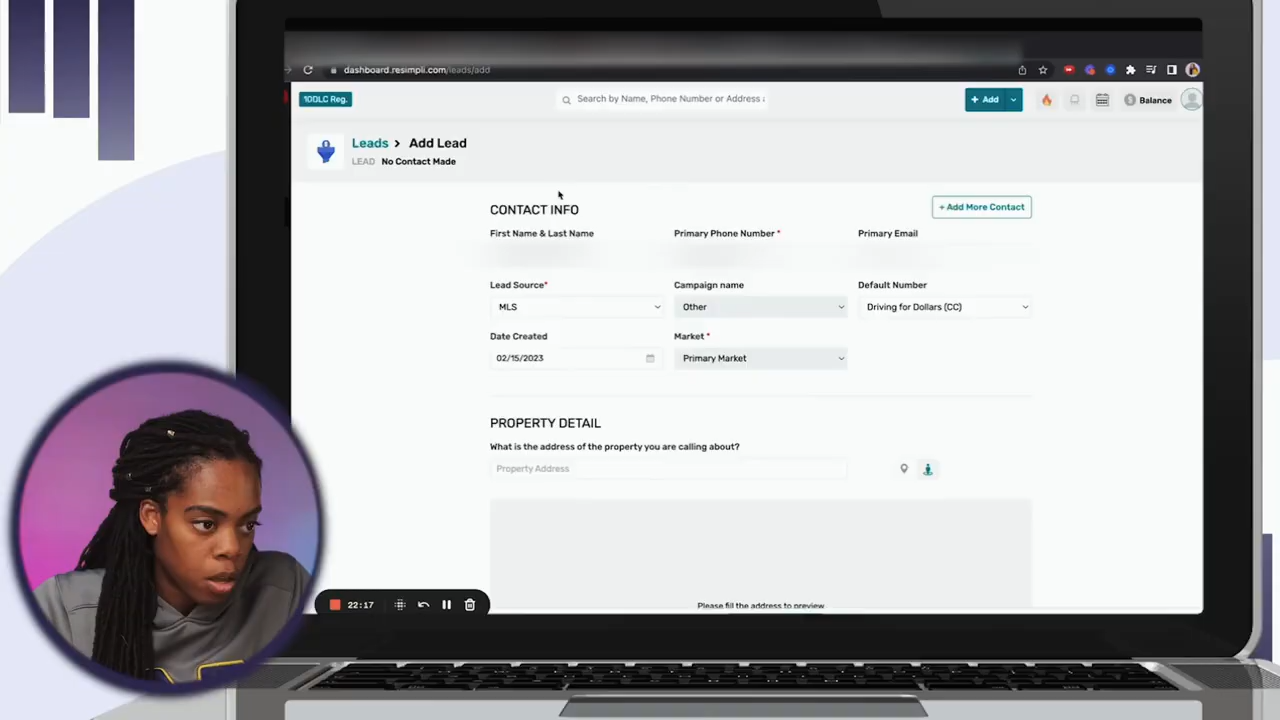 dashboard.resimpli.com/leads/add
100LC Reg.
Search by Name, Phone Number or Address
+ Add
Balance
Leads > Add Lead
LEAD No Contact Made
CONTACT INFO
+ Add More Contact
First Name & Last Name
Primary Phone Number *
Primary Email
Lead Source*
Campaign name
Default Number
MLS
Other
Driving for Dollars (CC)
Date Created
Market *
02/15/2023
Primary Market
PROPERTY DETAIL
What is the address of the property you are calling about?
Property Address
Please fill the address to preview
22:17